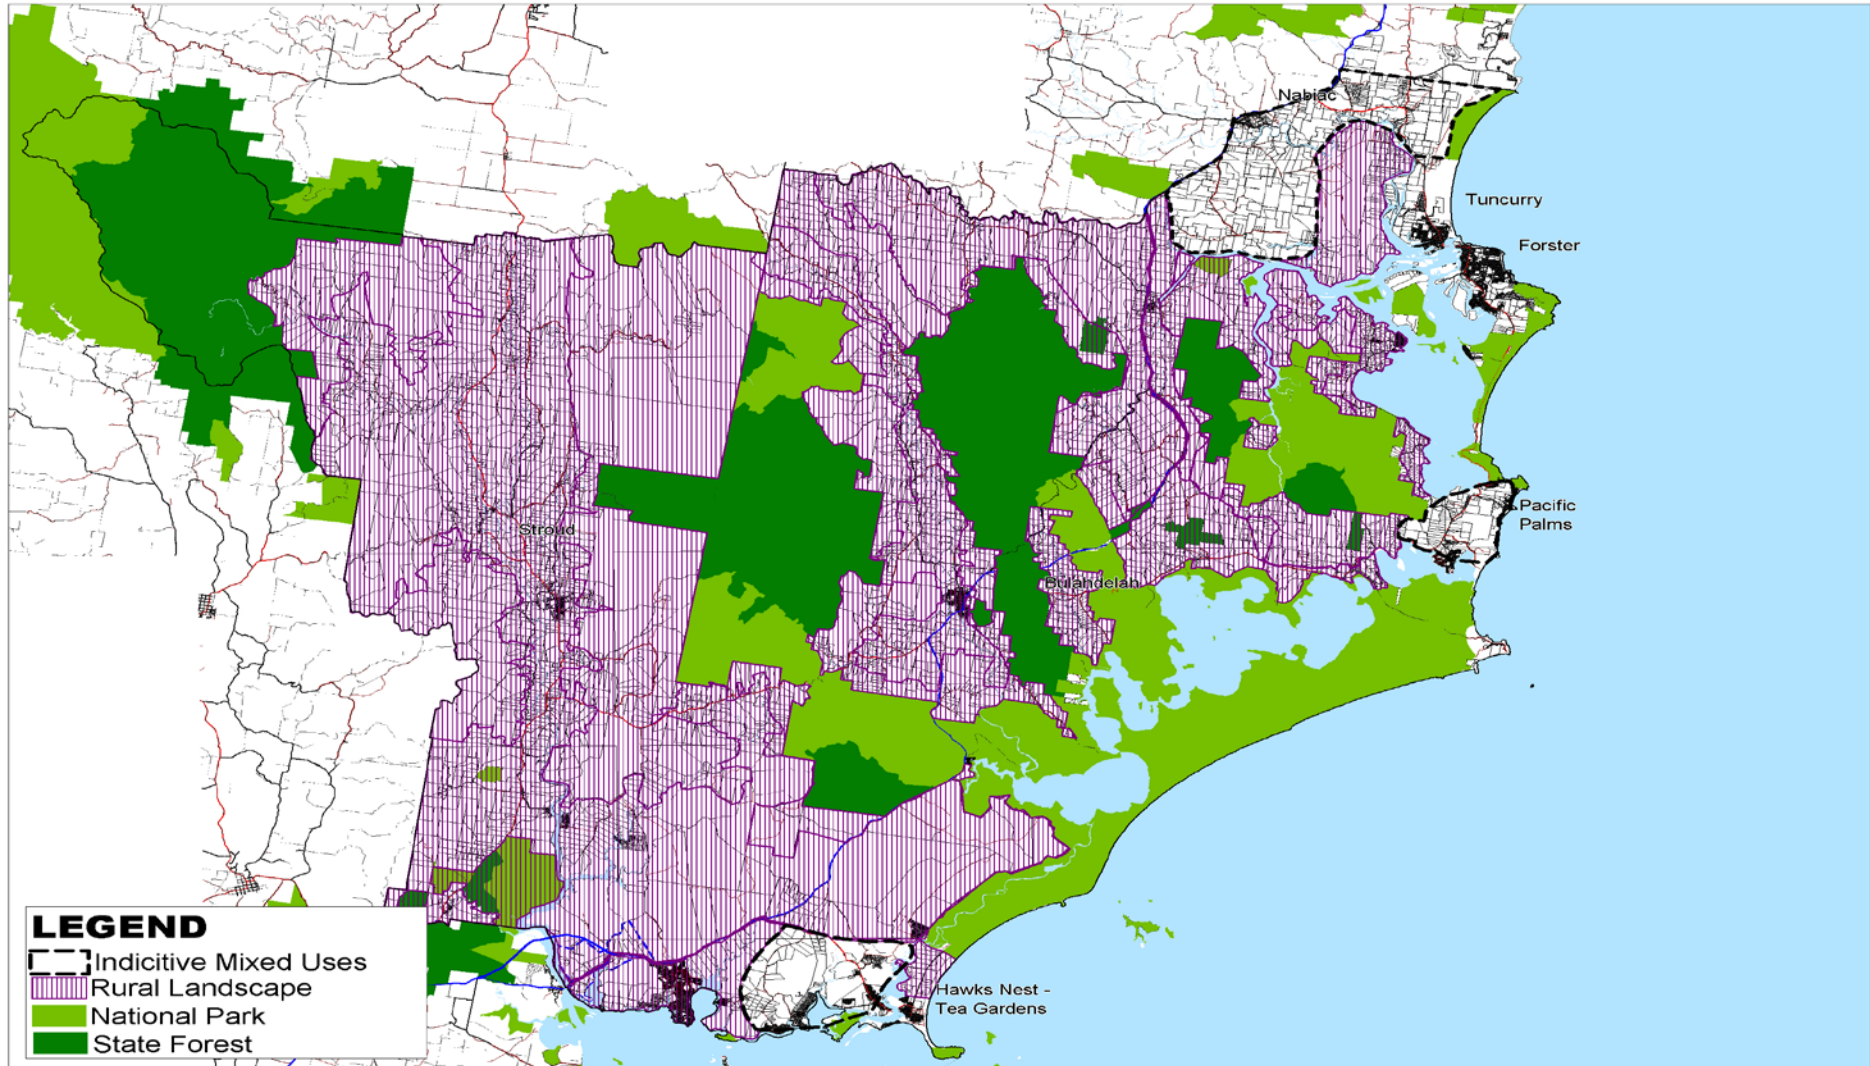 Nabiac
Tuncurry
Forster
Pacific
Palms
Stroud
Bulandelah
Hawks Nest -
Tea Gardens
LEGEND
Indicitive Mixed Uses
Rural Landscape
National Park
State Forest